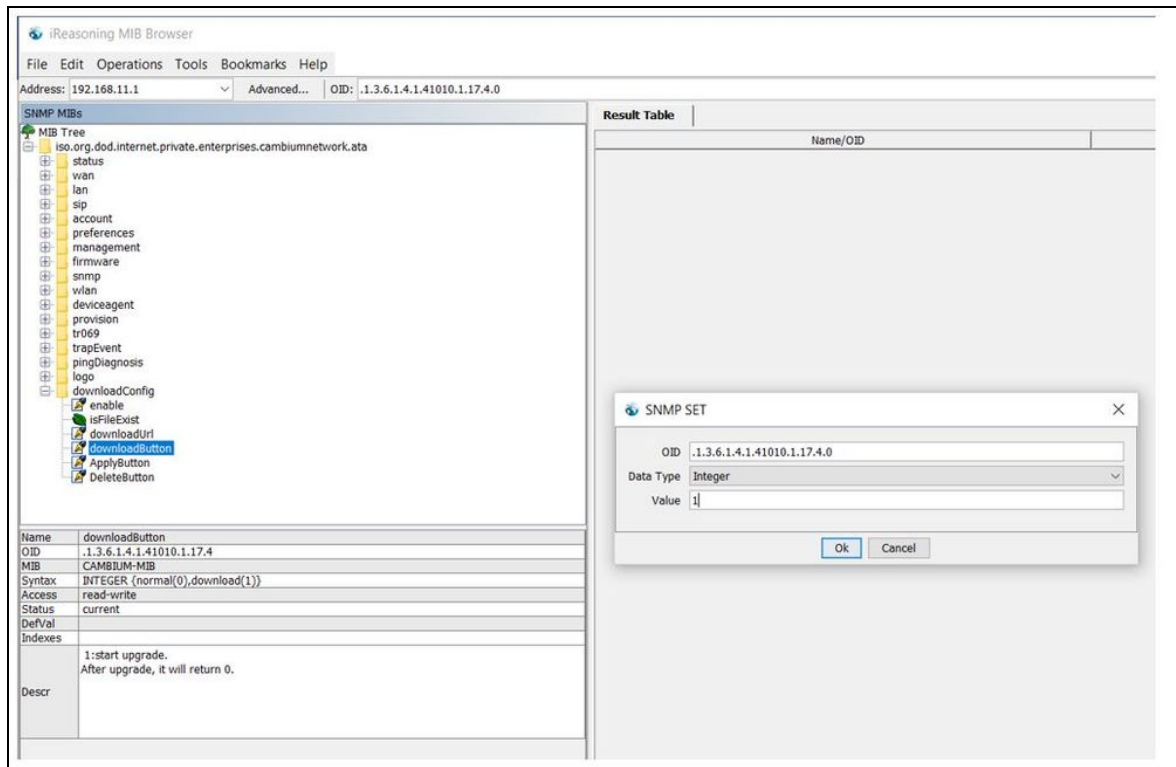 iReasoning MIB Browser
File Edit Operations Tools Bookmarks Help
Address: 192.168.11.1 Advanced... OID: .1.3.6.1.4.1.41010.1.17.4.0
SNMP MIBs
MIB Tree
iso.org.dod.internet.private.enterprises.cambiumnetwork.ata
status
wan
lan
sip
account
preferences
management
firmware
snmp
wlan
deviceagent
provision
tr069
trapEvent
pingDiagnosis
logo
downloadConfig
enable
isFileExist
downloadUrl
downloadButton
ApplyButton
DeleteButton
Name downloadButton
OID .1.3.6.1.4.1.41010.1.17.4
MIB CAMBIUM-MIB
Syntax INTEGER {normal(0),download(1)}
Access read-write
Status current
DefVal
Indexes
Descr 1:start upgrade.
After upgrade, it will return 0.
Result Table
Name/OID
SNMP SET
OID .1.3.6.1.4.1.41010.1.17.4.0
Data Type Integer
Value 1
Ok Cancel